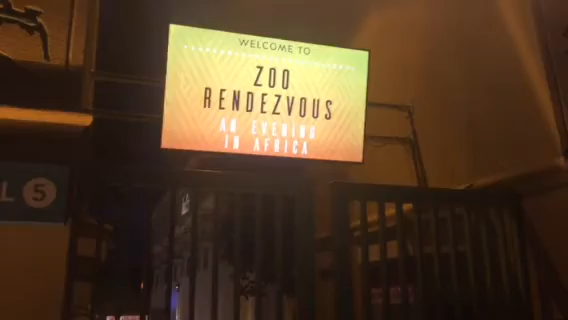 WELCOME TO
ZOO
RENDEZVOUS
AN EVENING
IN AFRICA
L 5